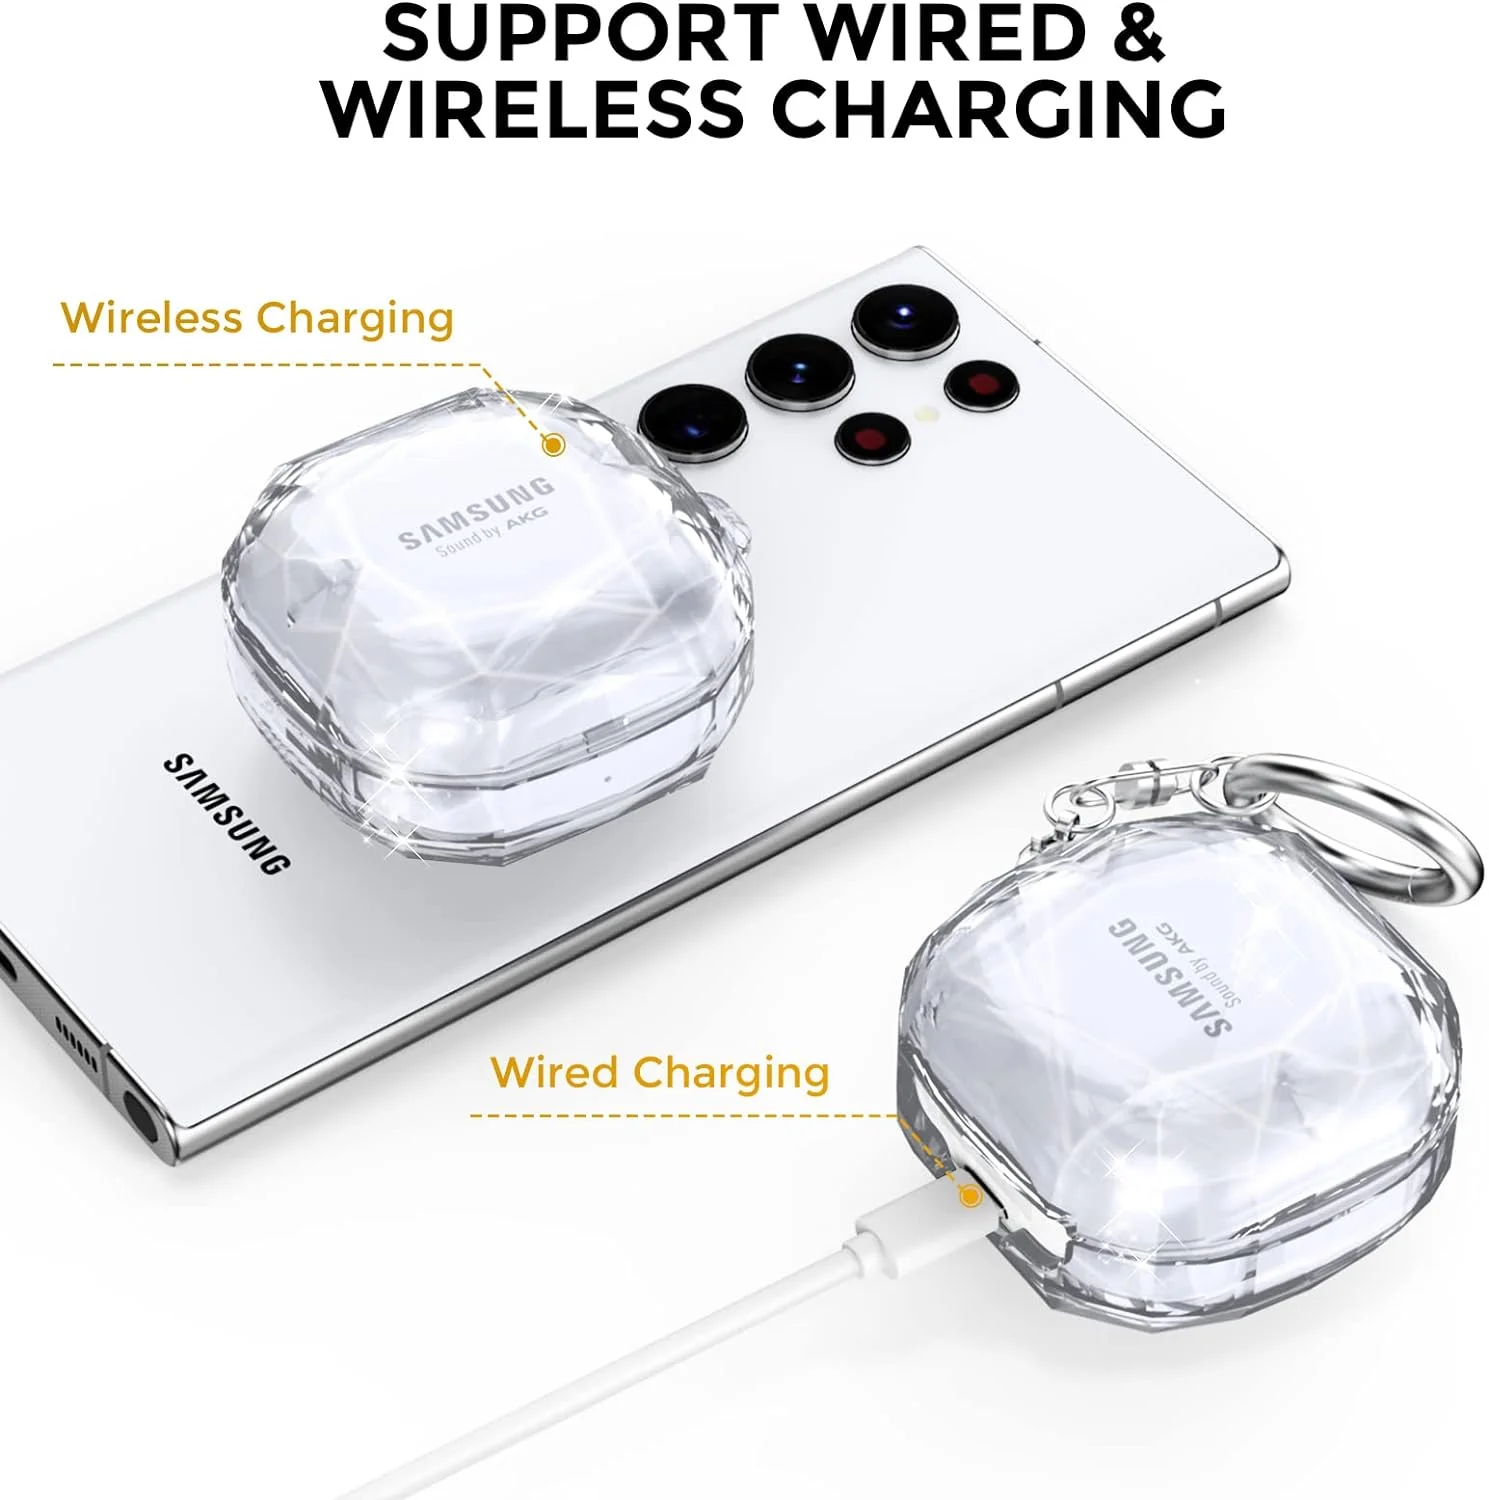 SUPPORT WIRED &
WIRELESS CHARGING
Wireless Charging
SAMSUNG
Sound by AKG
SAMSUNG
SAMSUNG
Sound by AKG
Wired Charging